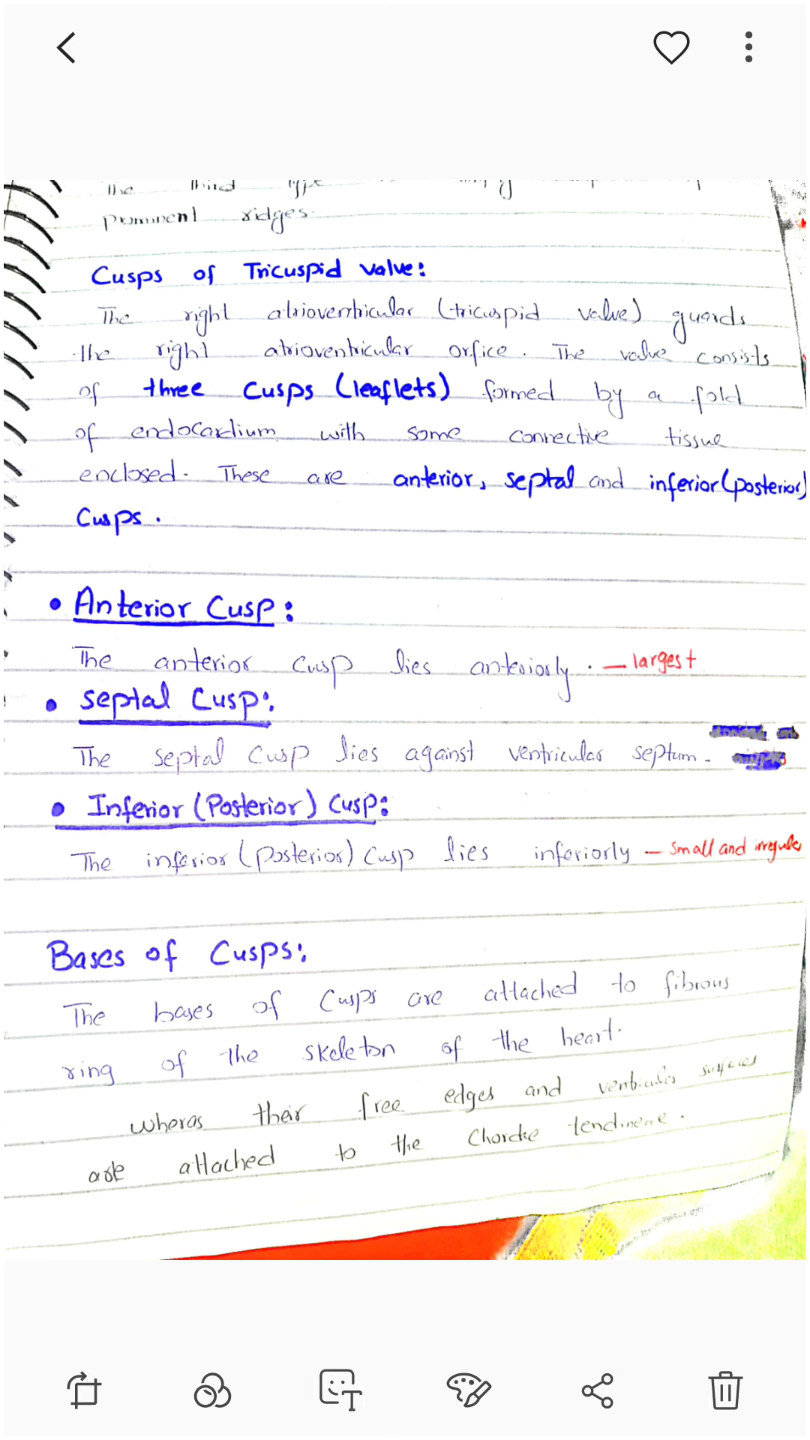 prominent ridges.
Cusps of Tricuspid valve:
The right atrioventricular (tricuspid valve) guards
the right atrioventricular orfice. The valve consists
of three Cusps (leaflets) formed by a fold
of endocardium with some connective tissue
enclosed. These are anterior, septal and inferior (posterior)
Cusps.
• Anterior Cusp:
The anterior cusp lies anteriorly. — largest
• Septal Cusp:
The septal cusp lies against ventricular septum.
• Inferior (Posterior) Cusp:
The inferior (posterior) cusp lies inferiorly — small and
Bases of Cusps:
The bases of Cusps are attached to fibrous
ring of the skeleton of the heart.
wheras their free edges and ventricular surfaces
are attached to the Chordae tendineae.